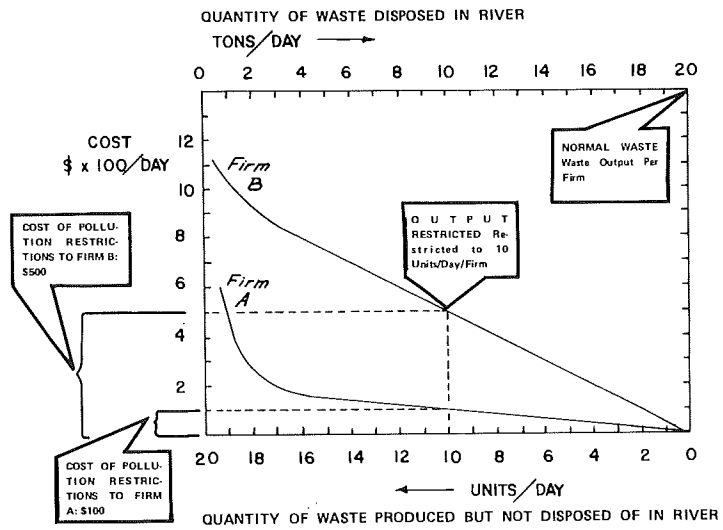 QUANTITY OF WASTE DISPOSED IN RIVER
TONS/DAY
0 2 4 6 8 10 12 14 16 18 20
COST
$ x 100/DAY
12
10
8
6
4
2
Firm
B
Firm
A
NORMAL WASTE
Waste Output Per
Firm
OUTPUT
RESTRICTED Re-
stricted to 10
Units/Day/Firm
COST OF POLLU-
TION RESTRIC-
TIONS TO FIRM B:
$500
COST OF POLLU-
TION RESTRIC-
TIONS TO FIRM
A: $100
20 18 16 14 12 10 8 6 4 2 0
UNITS/DAY
QUANTITY OF WASTE PRODUCED BUT NOT DISPOSED OF IN RIVER